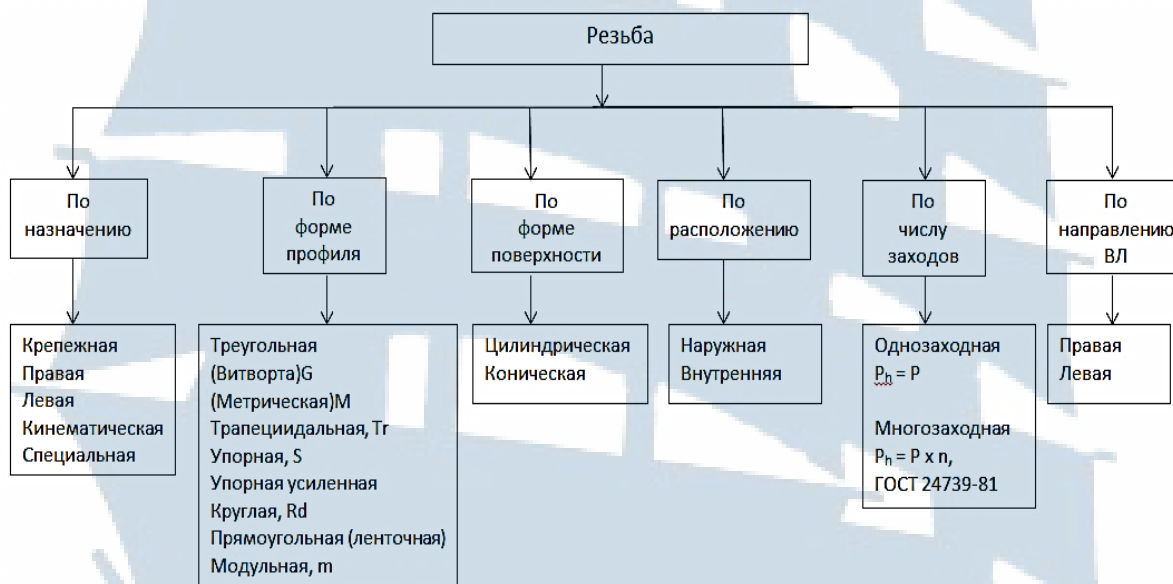 Резьба
По
назначению
По
форме
профиля
По
форме
поверхности
По
расположению
По
числу
заходов
По
направлению
ВЛ
Крепежная
Правая
Левая
Кинематическая
Специальная
Треугольная
(Витворта)G
(Метрическая)M
Трапециидальная, Tr
Упорная, S
Упорная усиленная
Круглая, Rd
Прямоугольная (ленточная)
Модульная, m
Цилиндрическая
Коническая
Наружная
Внутренняя
Однозаходная
Ph = P
Многозаходная
Ph = P x n,
ГОСТ 24739-81
Правая
Левая